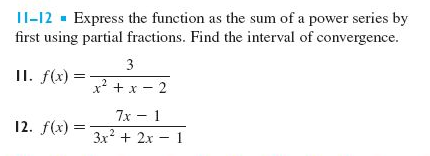 11–12 ▪ Express the function as the sum of a power series by
first using partial fractions. Find the interval of convergence.
11. f(x) = 3 / (x² + x − 2)
12. f(x) = (7x − 1) / (3x² + 2x − 1)